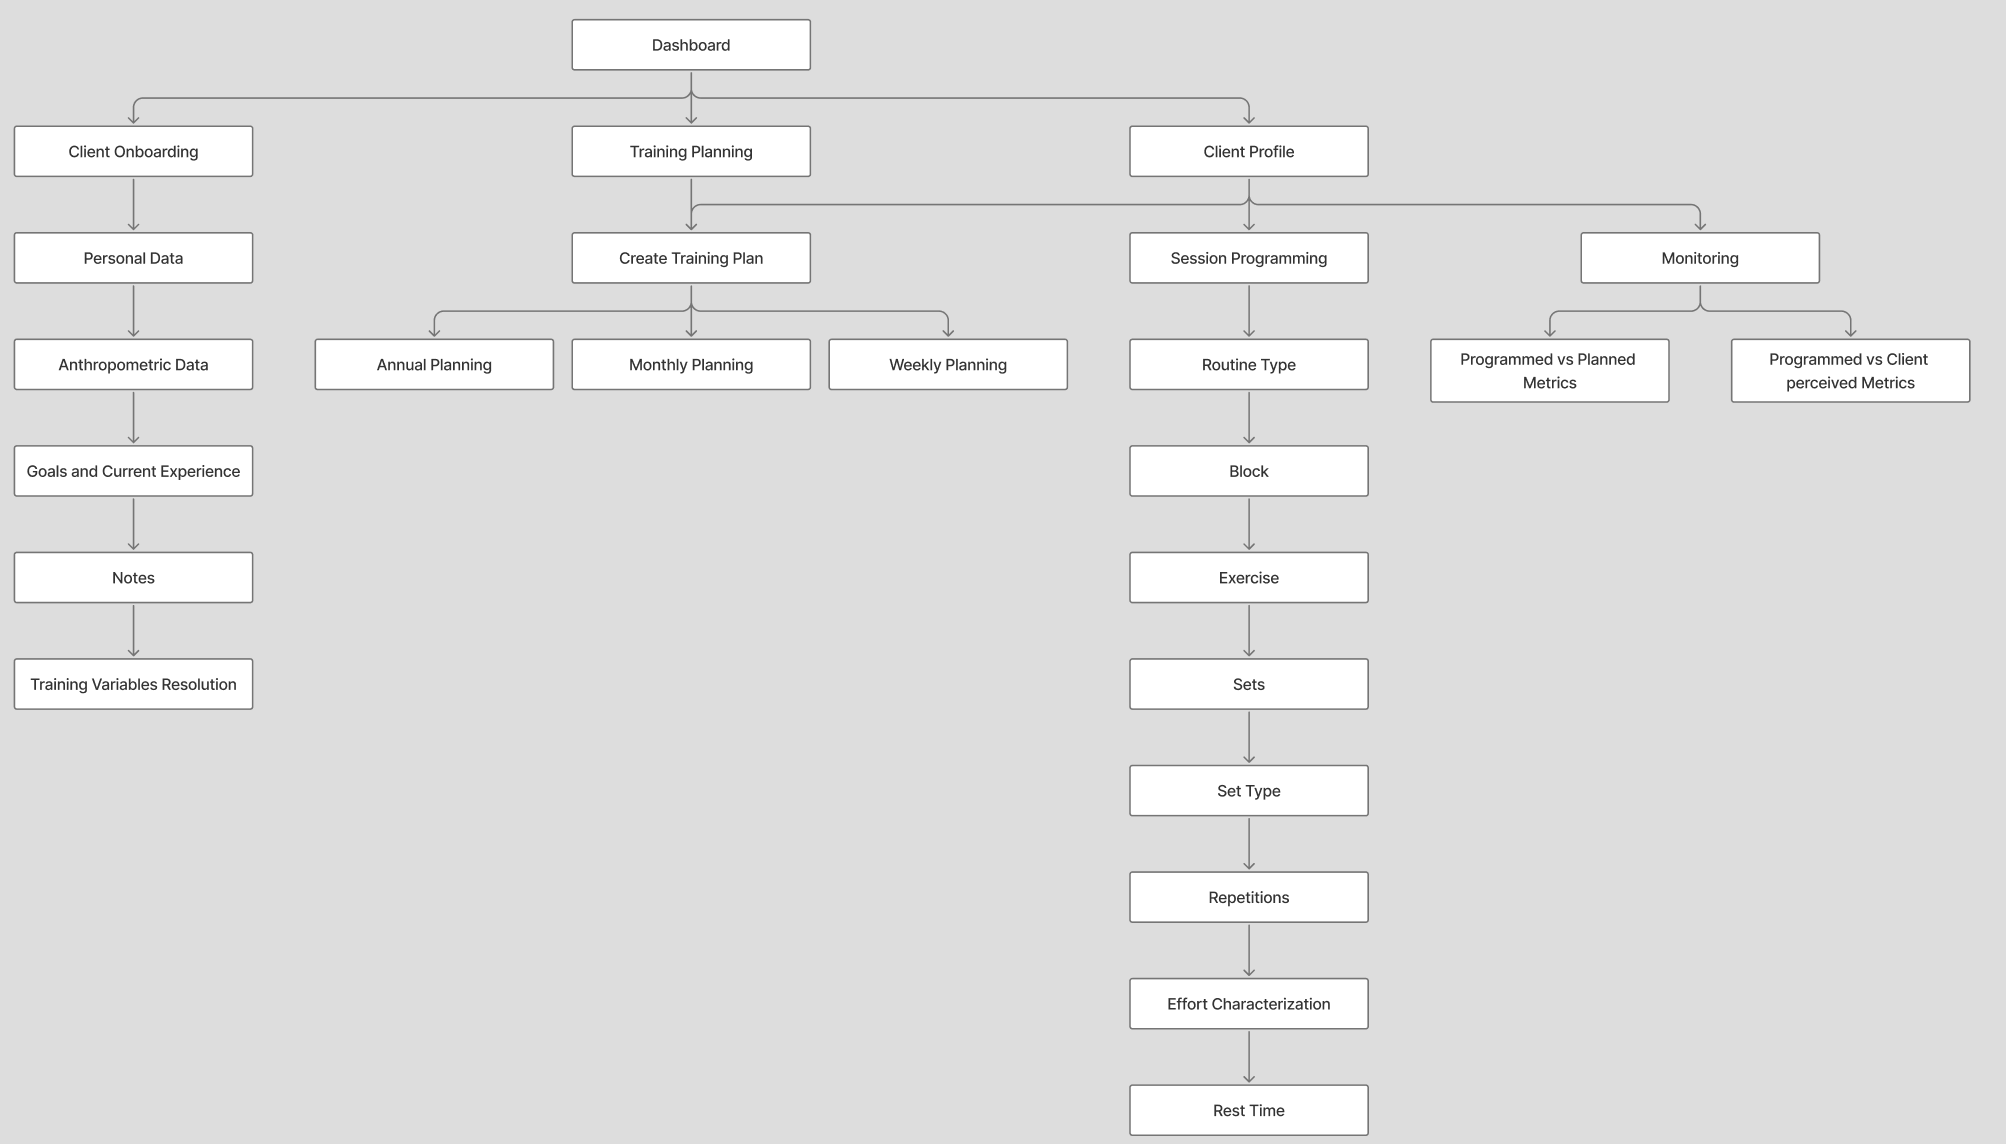 Dashboard
Client Onboarding
Training Planning
Client Profile
Personal Data
Create Training Plan
Session Programming
Monitoring
Anthropometric Data
Annual Planning
Monthly Planning
Weekly Planning
Routine Type
Programmed vs Planned
Metrics
Programmed vs Client
perceived Metrics
Goals and Current Experience
Block
Notes
Exercise
Training Variables Resolution
Sets
Set Type
Repetitions
Effort Characterization
Rest Time